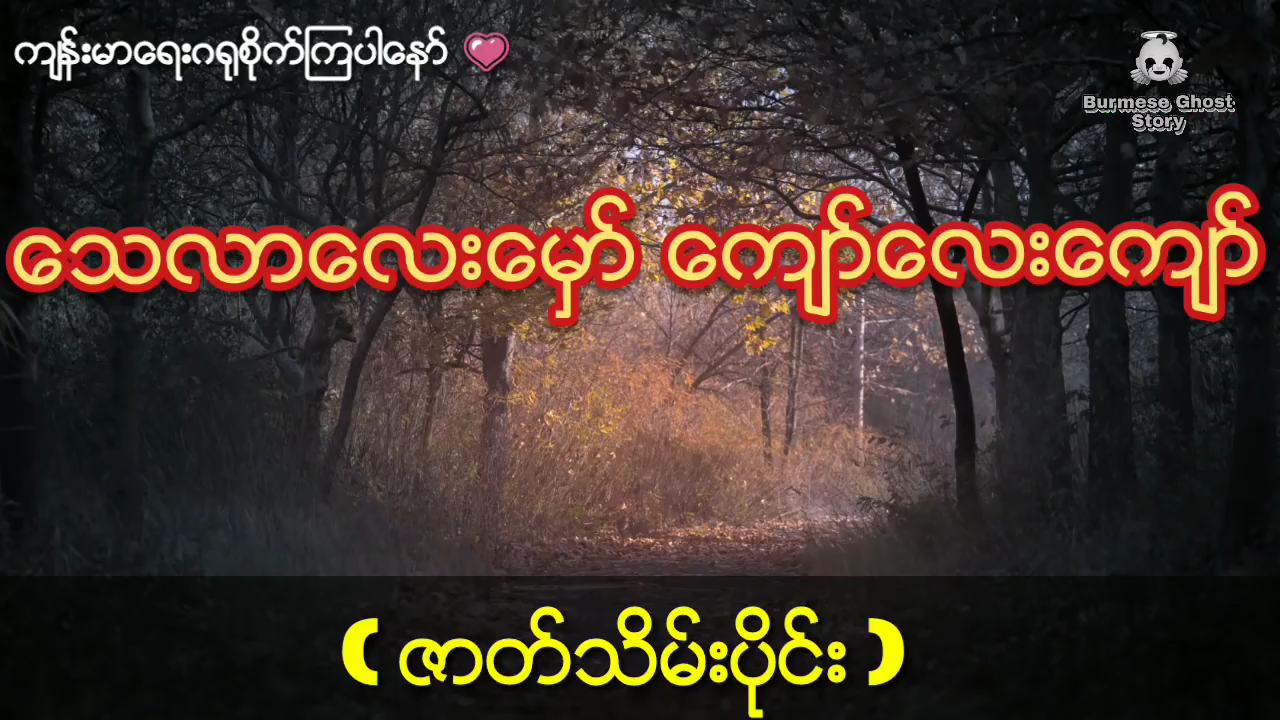 ကျန်းမာရေးဂရုစိုက်ကြပါနော် 💗
Burmese Ghost
Story
သေလာလေးမှော် ကျော်လေးကျော်
( ဇာတ်သိမ်းပိုင်း )